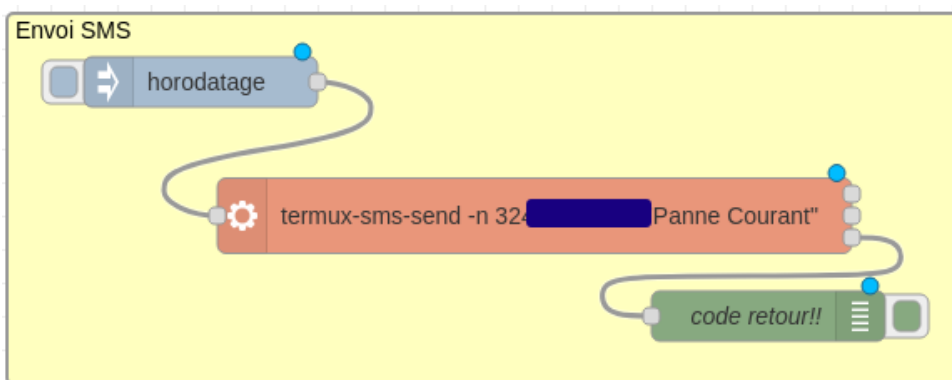 Envoi SMS
horodatage
termux-sms-send -n 324 Panne Courant"
code retour!!